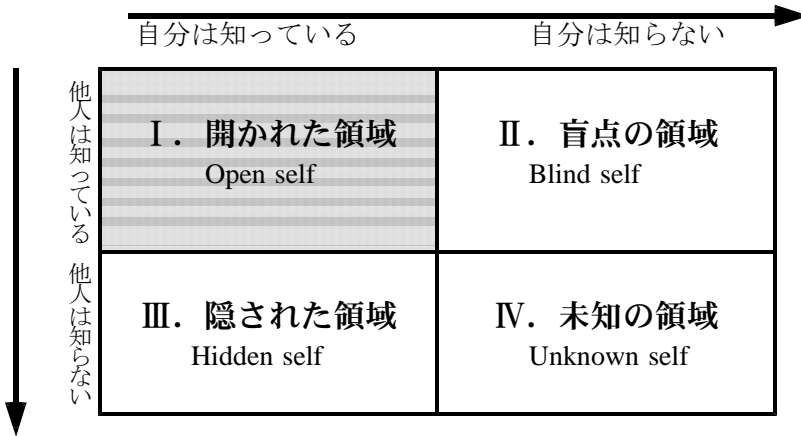 自分は知っている
自分は知らない
他人は知っている
Ⅰ．開かれた領域
Open self
Ⅱ．盲点の領域
Blind self
他人は知らない
Ⅲ．隠された領域
Hidden self
Ⅳ．未知の領域
Unknown self